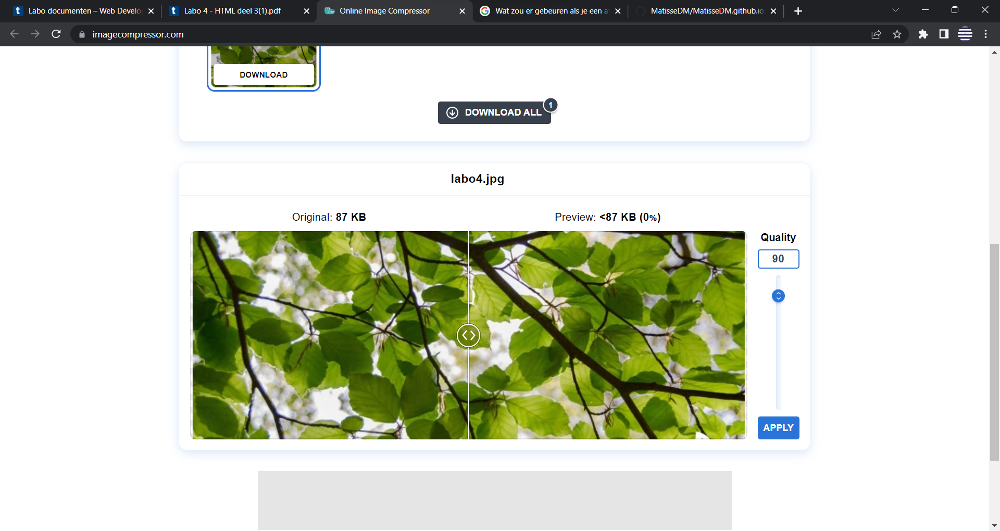 Labo documenten – Web Develo
Labo 4 - HTML deel 3(1).pdf
Online Image Compressor
Wat zou er gebeuren als je een a
MatisseDM/MatisseDM.github.io
imagecompressor.com
DOWNLOAD
DOWNLOAD ALL
1
labo4.jpg
Original: 87 KB
Preview: <87 KB (0%)
Quality
90
APPLY